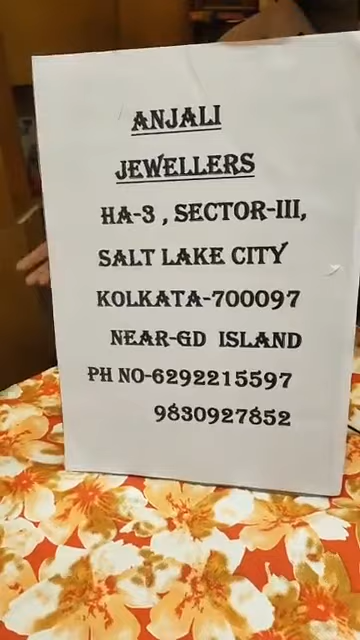 ANJALI
JEWELLERS
HA-3 , SECTOR-III,
SALT LAKE CITY
KOLKATA-700097
NEAR-GD ISLAND
PH NO-6292215597
9830927852